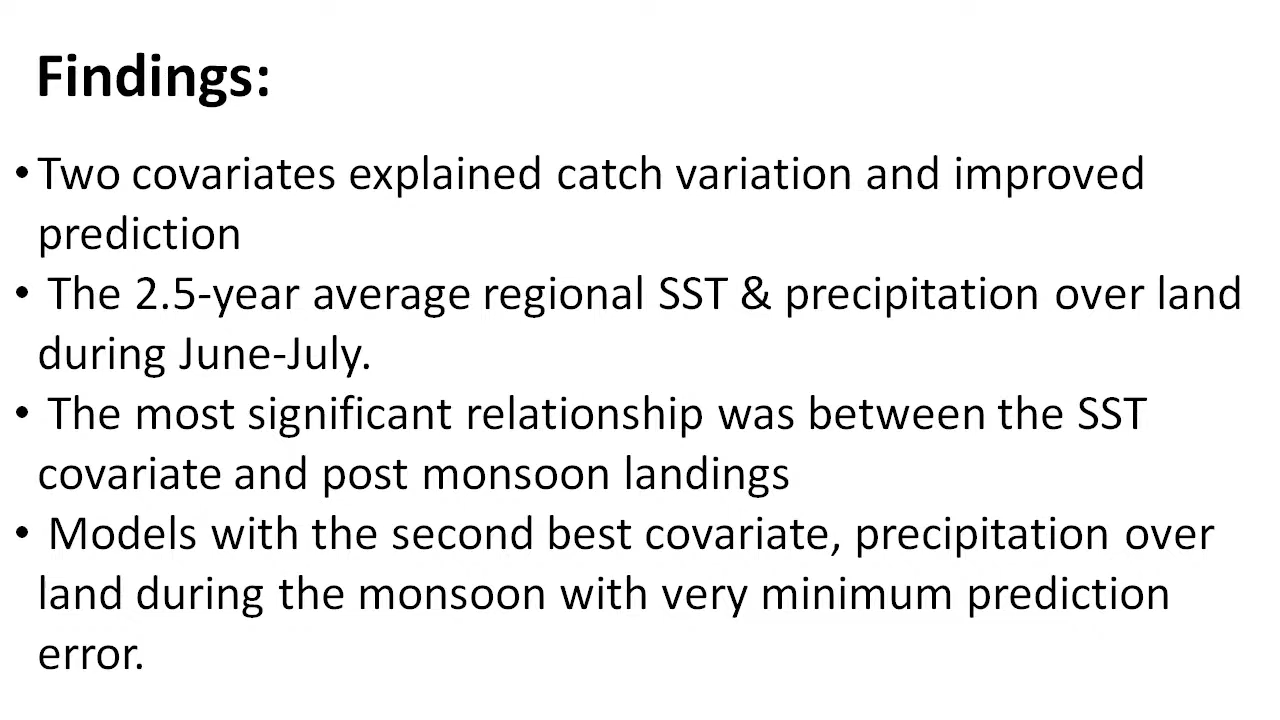 Findings:
• Two covariates explained catch variation and improved
prediction
• The 2.5-year average regional SST & precipitation over land
during June-July.
• The most significant relationship was between the SST
covariate and post monsoon landings
• Models with the second best covariate, precipitation over
land during the monsoon with very minimum prediction
error.